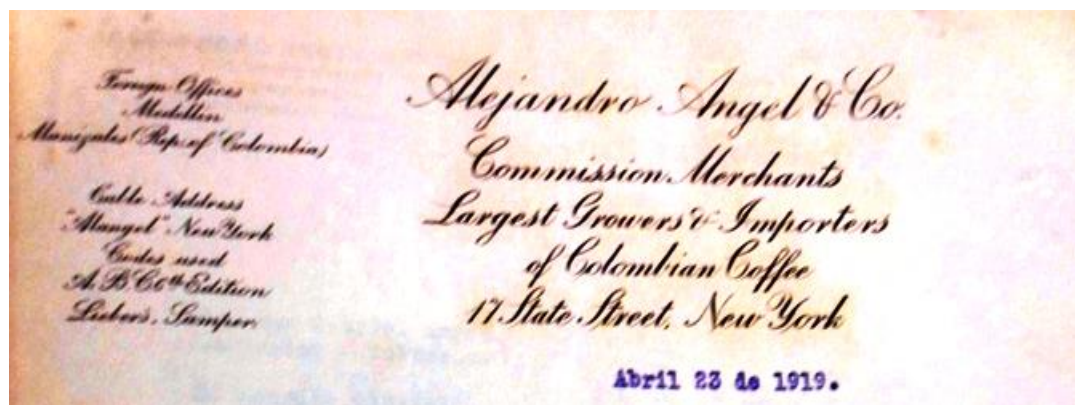 Foreign Offices
Medellin
Manizales (Rep. of Colombia)
Cable Address
"Alangel" New York
Codes used
A.B.C. 6th Edition
Liebers, Samper
Alejandro Angel & Co.
Commission Merchants
Largest Growers & Importers
of Colombian Coffee
17 State Street, New York
Abril 23 de 1919.